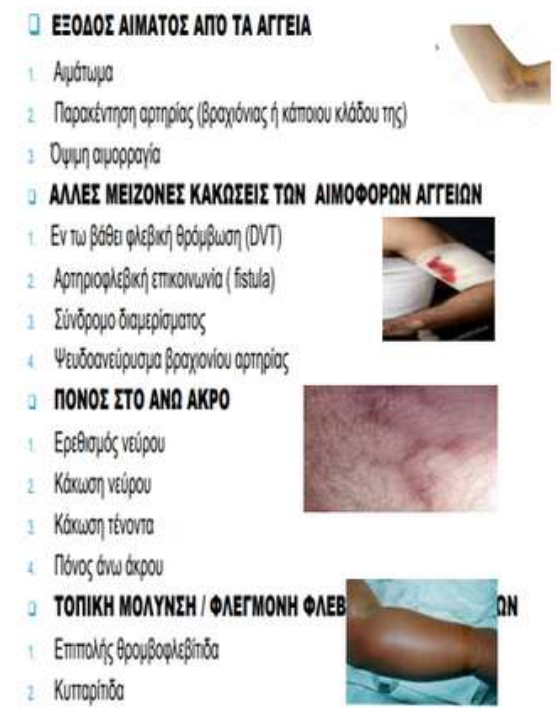 ΕΞΟΔΟΣ ΑΙΜΑΤΟΣ ΑΠΌ ΤΑ ΑΓΓΕΙΑ
1. Αιμάτωμα
2. Παρακέντηση αρτηρίας (βραχιόνιας ή κάποιου κλάδου της)
3. Όψιμη αιμορραγία
ΑΛΛΕΣ ΜΕΙΖΟΝΕΣ ΚΑΚΩΣΕΙΣ ΤΩΝ ΑΙΜΟΦΟΡΩΝ ΑΓΓΕΙΩΝ
1. Εν τω βάθει φλεβική θρόμβωση (DVT)
2. Αρτηριοφλεβική επικοινωνία ( fistula)
3. Σύνδρομο διαμερίσματος
4. Ψευδοανεύρυσμα βραχιονίου αρτηρίας
ΠΟΝΟΣ ΣΤΟ ΑΝΩ ΑΚΡΟ
1. Ερεθισμός νεύρου
2. Κάκωση νεύρου
3. Κάκωση τένοντα
4. Πόνος άνω άκρου
ΤΟΠΙΚΗ ΜΟΛΥΝΣΗ / ΦΛΕΓΜΟΝΗ ΦΛΕΒ ΩΝ
1. Επιπολής θρομβοφλεβίτιδα
2. Κυτταρίτιδα